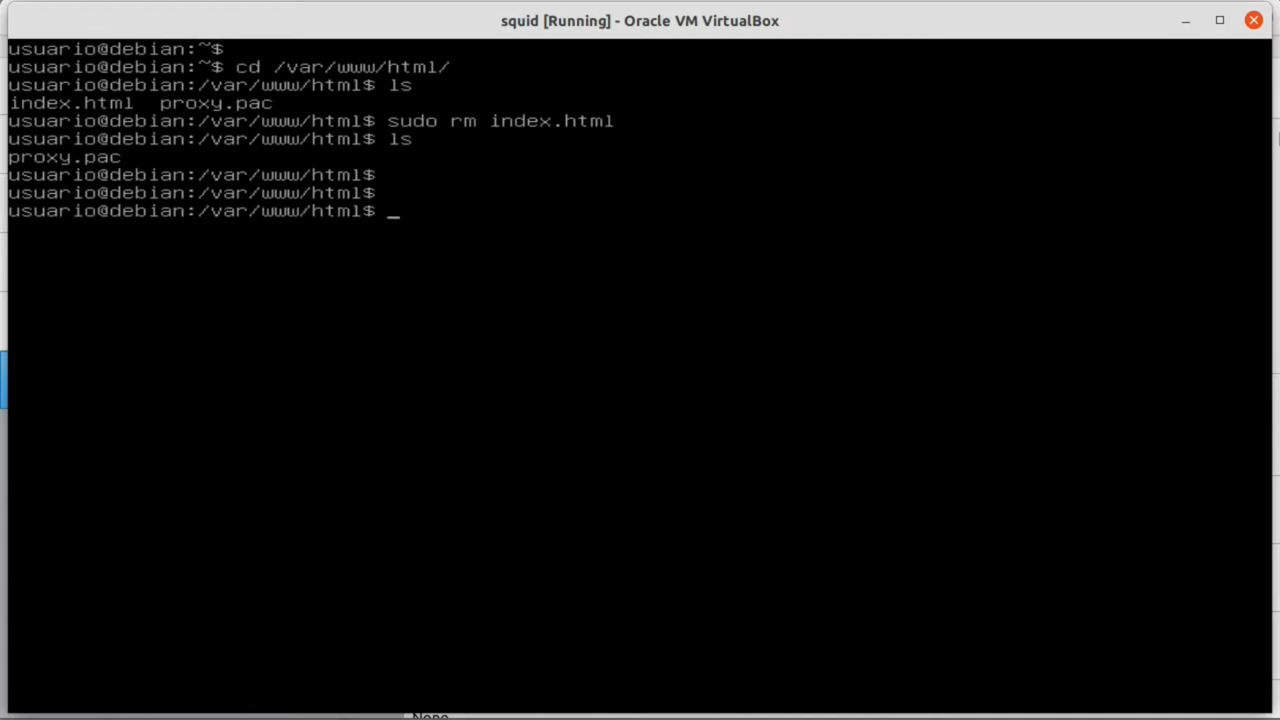 squid [Running] - Oracle VM VirtualBox
usuario@debian:~$
usuario@debian:~$ cd /var/www/html/
usuario@debian:/var/www/html$ ls
index.html  proxy.pac
usuario@debian:/var/www/html$ sudo rm index.html
usuario@debian:/var/www/html$ ls
proxy.pac
usuario@debian:/var/www/html$
usuario@debian:/var/www/html$
usuario@debian:/var/www/html$ _
None